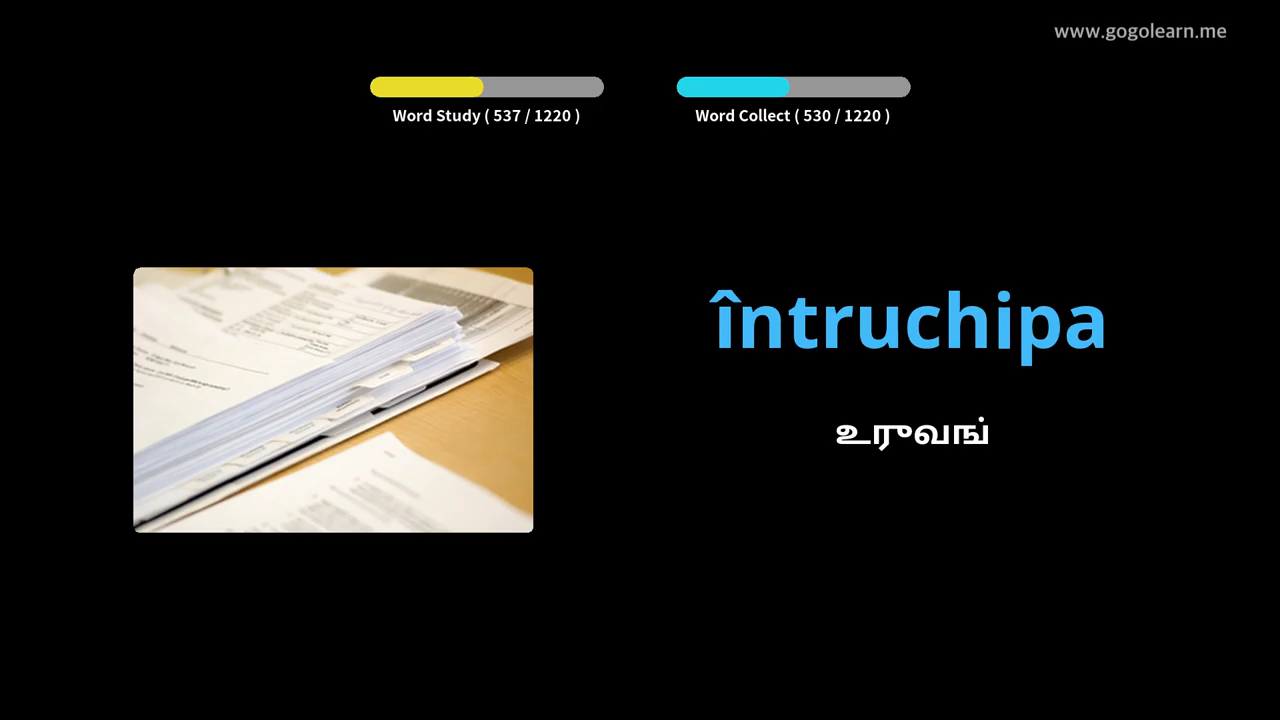 www.gogolearn.me
Word Study ( 537 / 1220 )
Word Collect ( 530 / 1220 )
întruchipa
உருவங்